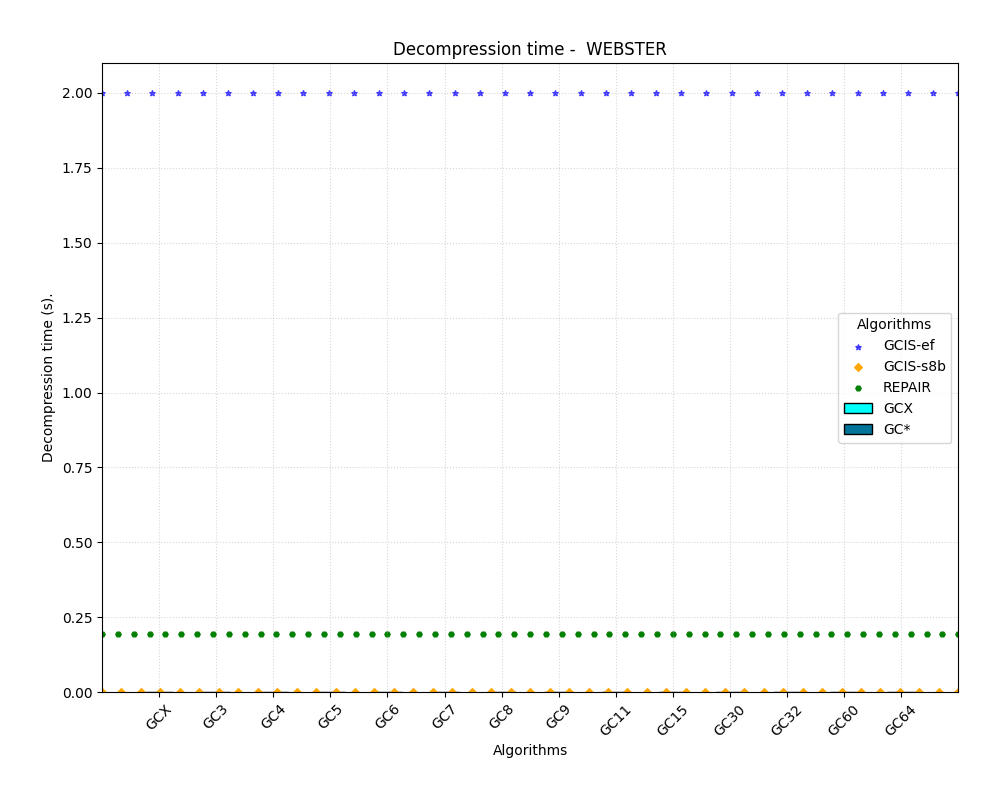 Decompression time -  WEBSTER
2.00
1.75
1.50
1.25
1.00
0.75
0.50
0.25
0.00
Decompression time (s).
Algorithms
GCIS-ef
GCIS-s8b
REPAIR
GCX
GC*
GCX
GC3
GC4
GC5
GC6
GC7
GC8
GC9
GC11
GC15
GC30
GC32
GC60
GC64
Algorithms